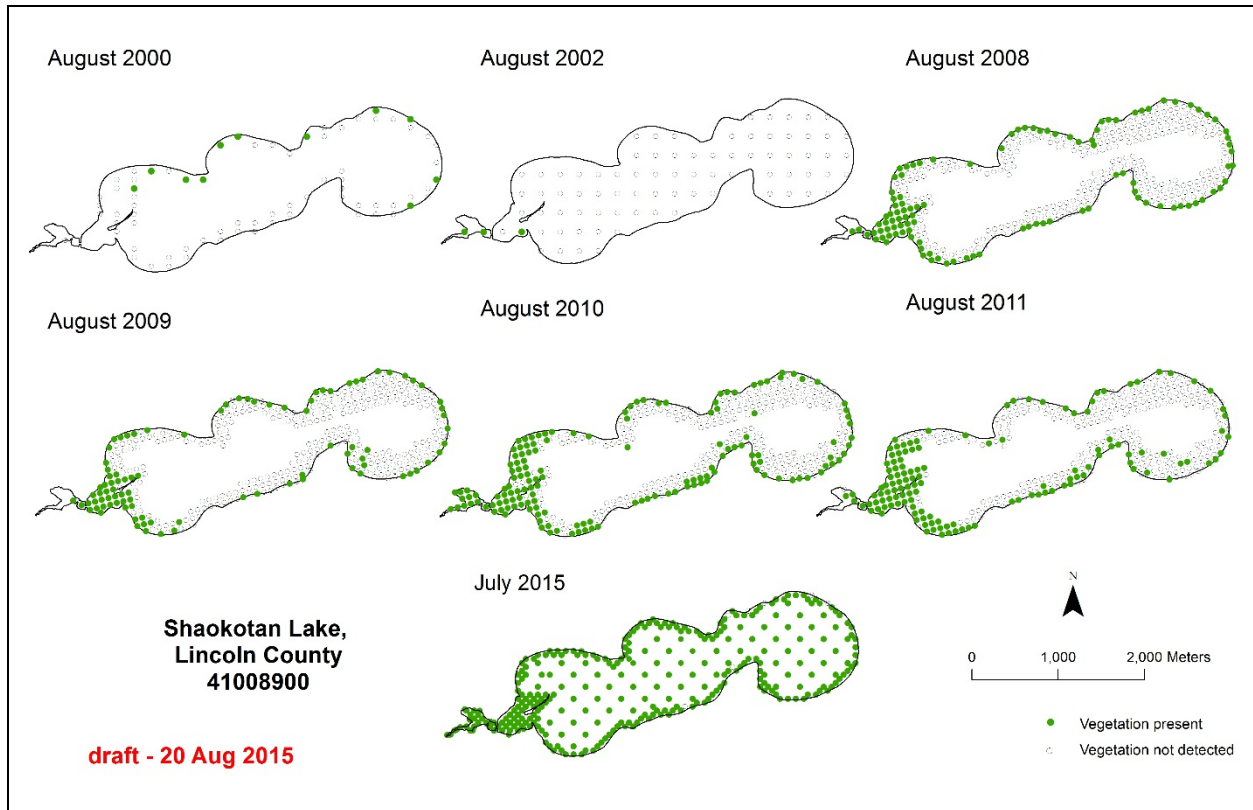 August 2000
August 2002
August 2008
August 2009
August 2010
August 2011
July 2015
Shaokotan Lake,
Lincoln County
41008900
draft - 20 Aug 2015
N
0 1,000 2,000 Meters
Vegetation present
Vegetation not detected